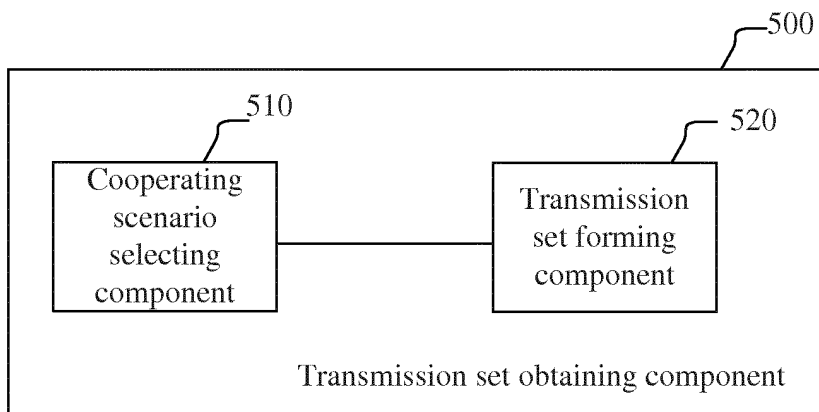 500
510
520
Cooperating
scenario
selecting
component
Transmission
set forming
component
Transmission set obtaining component